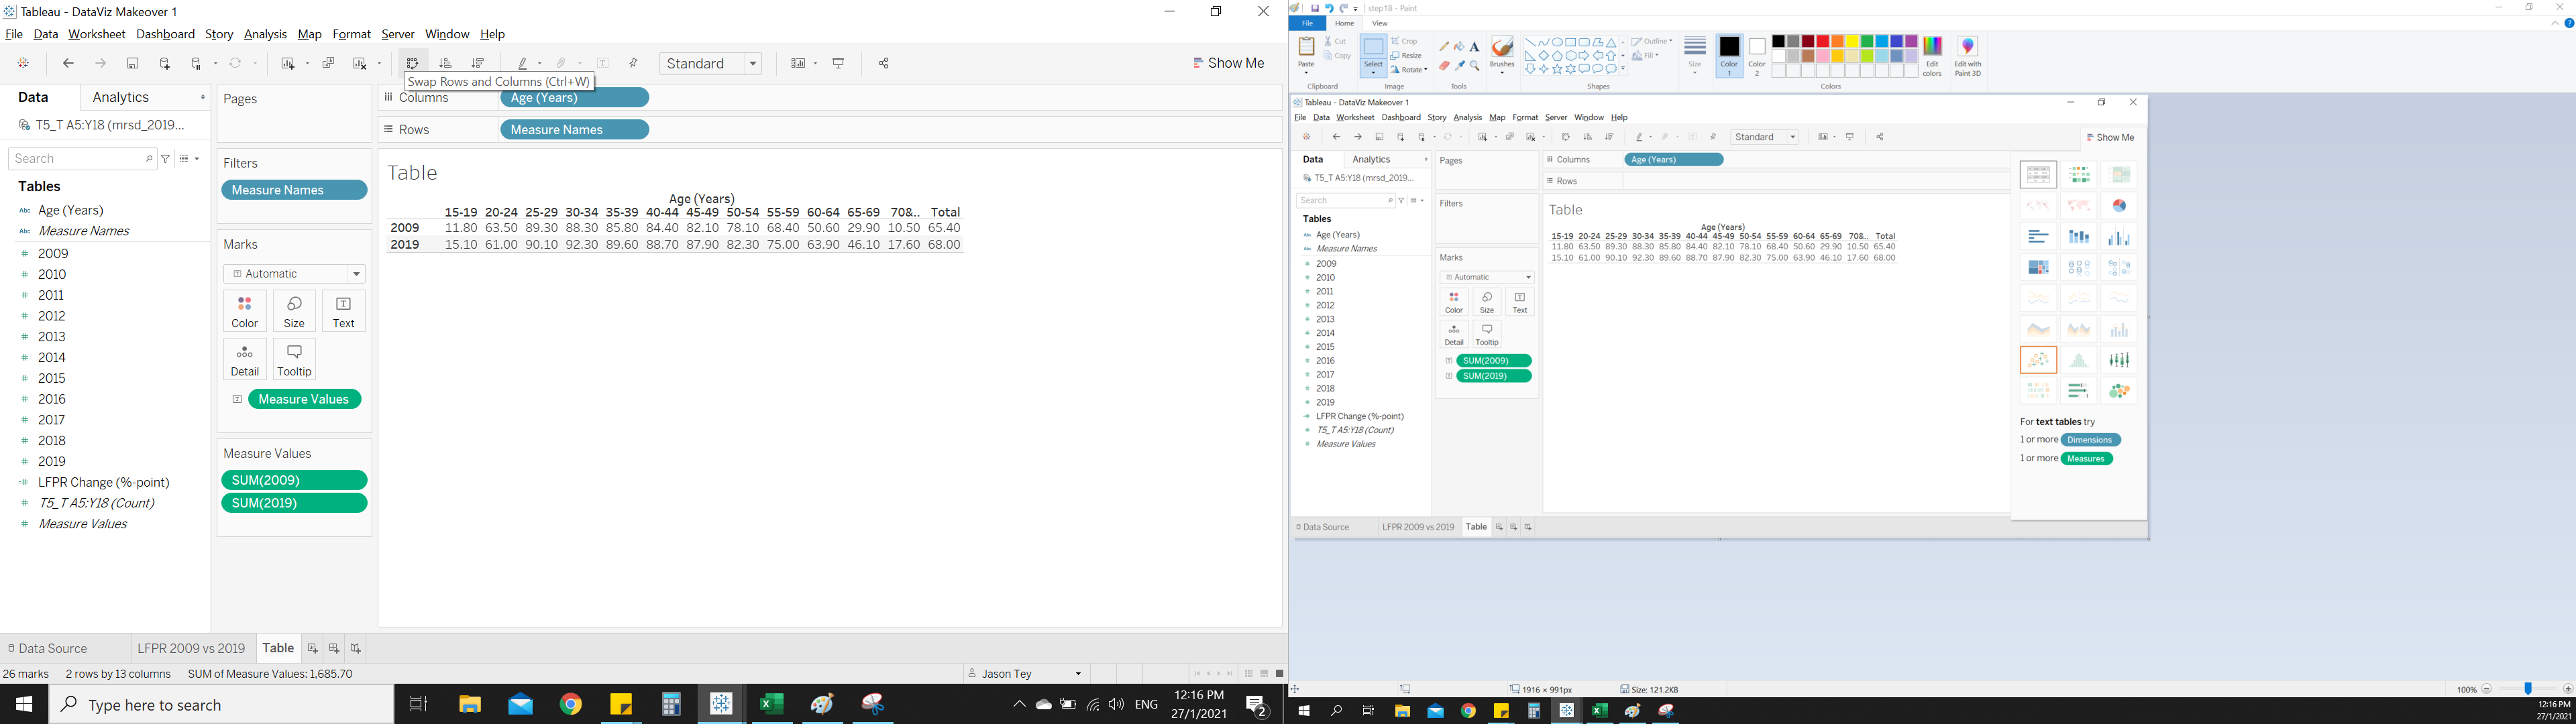 Tableau - DataViz Makeover 1
File Data Worksheet Dashboard Story Analysis Map Format Server Window Help
Standard
Show Me
Swap Rows and Columns (Ctrl+W)
Data Analytics
T5_T A5:Y18 (mrsd_2019...
Search
Tables
Abc Age (Years)
Abc Measure Names
# 2009
# 2010
# 2011
# 2012
# 2013
# 2014
# 2015
# 2016
# 2017
# 2018
# 2019
LFPR Change (%-point)
# T5_T A5:Y18 (Count)
# Measure Values
Pages
Filters
Measure Names
Marks
Automatic
Color Size Text
Detail Tooltip
Measure Values
Measure Values
SUM(2009)
SUM(2019)
Columns Age (Years)
Rows Measure Names
Table
Age (Years)
15-19 20-24 25-29 30-34 35-39 40-44 45-49 50-54 55-59 60-64 65-69 70&.. Total
2009 11.80 63.50 89.30 88.30 85.80 84.40 82.10 78.10 68.40 50.60 29.90 10.50 65.40
2019 15.10 61.00 90.10 92.30 89.60 88.70 87.90 82.30 75.00 63.90 46.10 17.60 68.00
Data Source LFPR 2009 vs 2019 Table
26 marks 2 rows by 13 columns SUM of Measure Values: 1,685.70
Jason Tey
Type here to search
ENG
12:16 PM
27/1/2021
2
step18 - Paint
File Home View
Paste
Cut
Copy
Clipboard
Select
Crop
Resize
Rotate
Image
A
Tools
Brushes
Outline
Fill
Shapes
Size
Color 1
Color 2
Edit colors
Edit with Paint 3D
Colors
Tableau - DataViz Makeover 1
File Data Worksheet Dashboard Story Analysis Map Format Server Window Help
Standard
Show Me
Data Analytics
T5_T A5:Y18 (mrsd_2019...
Search
Tables
Age (Years)
Measure Names
2009
2010
2011
2012
2013
2014
2015
2016
2017
2018
2019
LFPR Change (%-point)
T5_T A5:Y18 (Count)
Measure Values
Pages
Filters
Marks
Automatic
Color Size Text
Detail Tooltip
SUM(2009)
SUM(2019)
Columns Age (Years)
Rows
Table
Age (Years)
15-19 20-24 25-29 30-34 35-39 40-44 45-49 50-54 55-59 60-64 65-69 70&.. Total
11.80 63.50 89.30 88.30 85.80 84.40 82.10 78.10 68.40 50.60 29.90 10.50 65.40
15.10 61.00 90.10 92.30 89.60 88.70 87.90 82.30 75.00 63.90 46.10 17.60 68.00
For text tables try
1 or more Dimensions
1 or more Measures
Data Source LFPR 2009 vs 2019 Table
1916 × 991px
Size: 121.2KB
100%
12:16 PM
27/1/2021